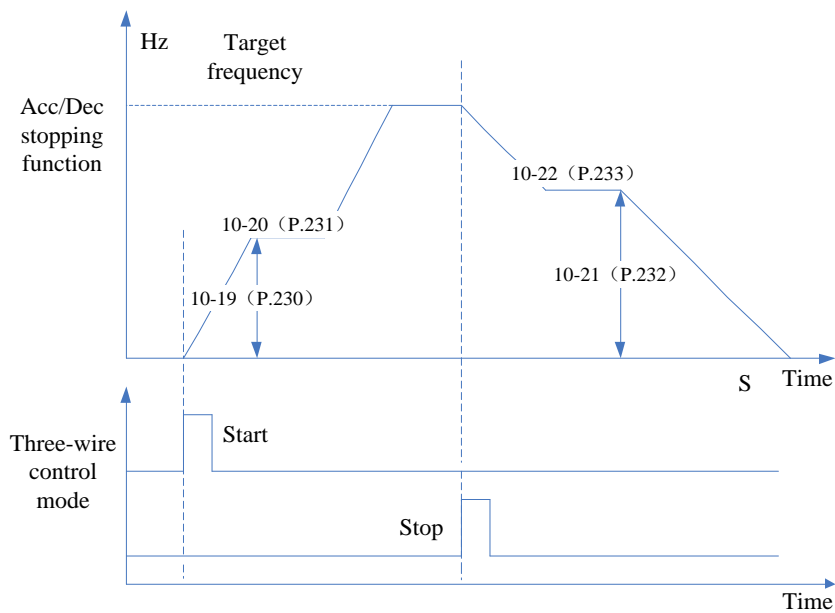 Hz
Target
frequency
Acc/Dec
stopping
function
10-22（P.233）
10-20（P.231）
10-21（P.232）
10-19（P.230）
S
Time
Start
Three-wire
control
mode
Stop
Time